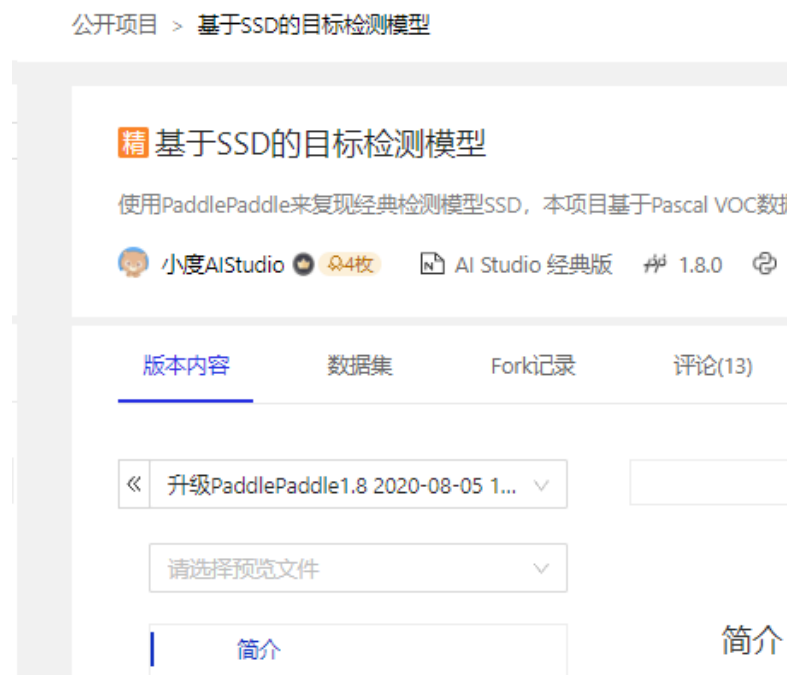 公开项目 > 基于SSD的目标检测模型
精 基于SSD的目标检测模型
使用PaddlePaddle来复现经典检测模型SSD，本项目基于Pascal VOC数据
小度AIStudio 4枚 AI Studio 经典版 1.8.0
版本内容 数据集 Fork记录 评论(13)
« 升级PaddlePaddle1.8 2020-08-05 1...
请选择预览文件
简介 简介